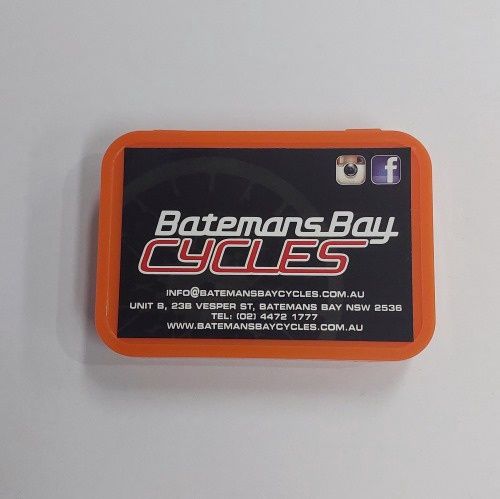 f
Batemans Bay
CYCLES
INFO@BATEMANSBAYCYCLES.COM.AU
UNIT B, 23B VESPER ST, BATEMANS BAY NSW 2536
TEL: (02) 4472 1777
WWW.BATEMANSBAYCYCLES.COM.AU